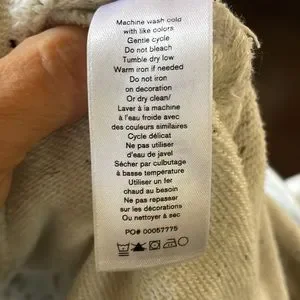 Machine wash cold
with like colors
Gentle cycle
Do not bleach
Tumble dry low
Warm iron if needed
Do not iron
on decoration
Or dry clean/
Laver à la machine
à l'eau froide avec
des couleurs similaires
Cycle délicat
Ne pas utiliser
d'eau de javel
Sécher par culbutage
à basse température
Utiliser un fer
chaud au besoin
Ne pas repasser
sur les décorations
Ou nettoyer à sec
PO# 00057775